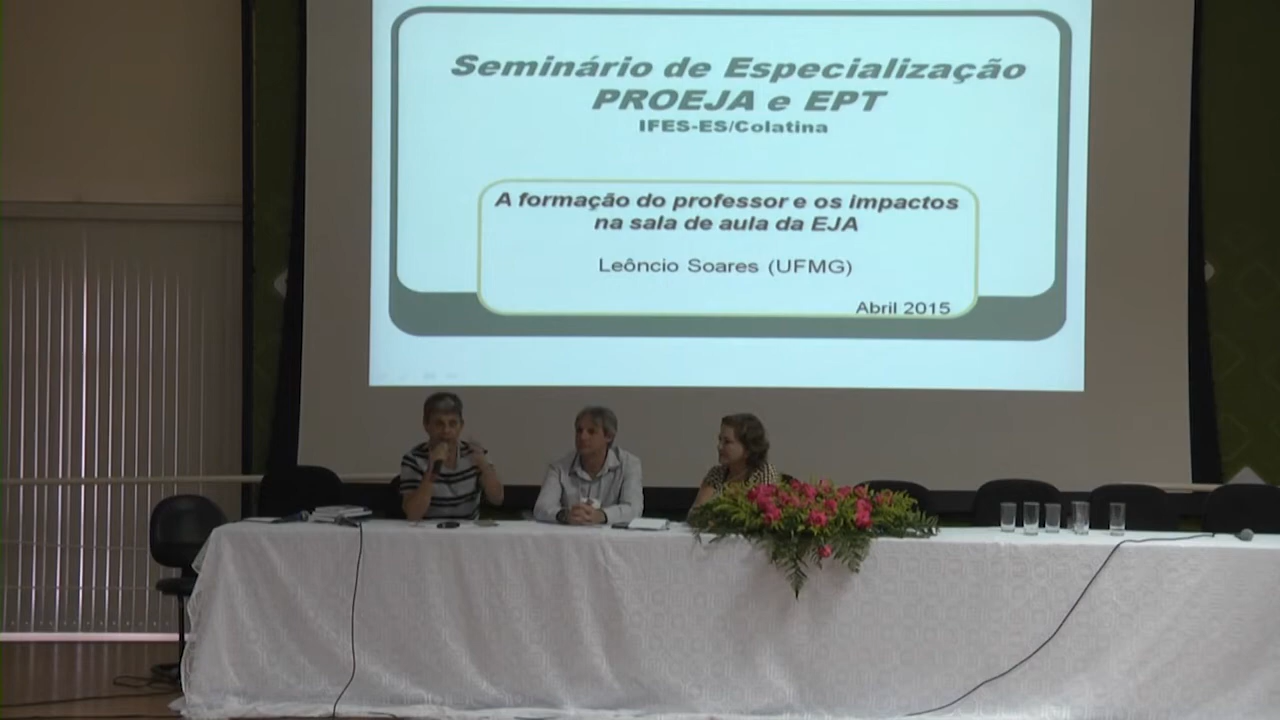 Seminário de Especialização
PROEJA e EPT
IFES-ES/Colatina
A formação do professor e os impactos
na sala de aula da EJA
Leôncio Soares (UFMG)
Abril 2015